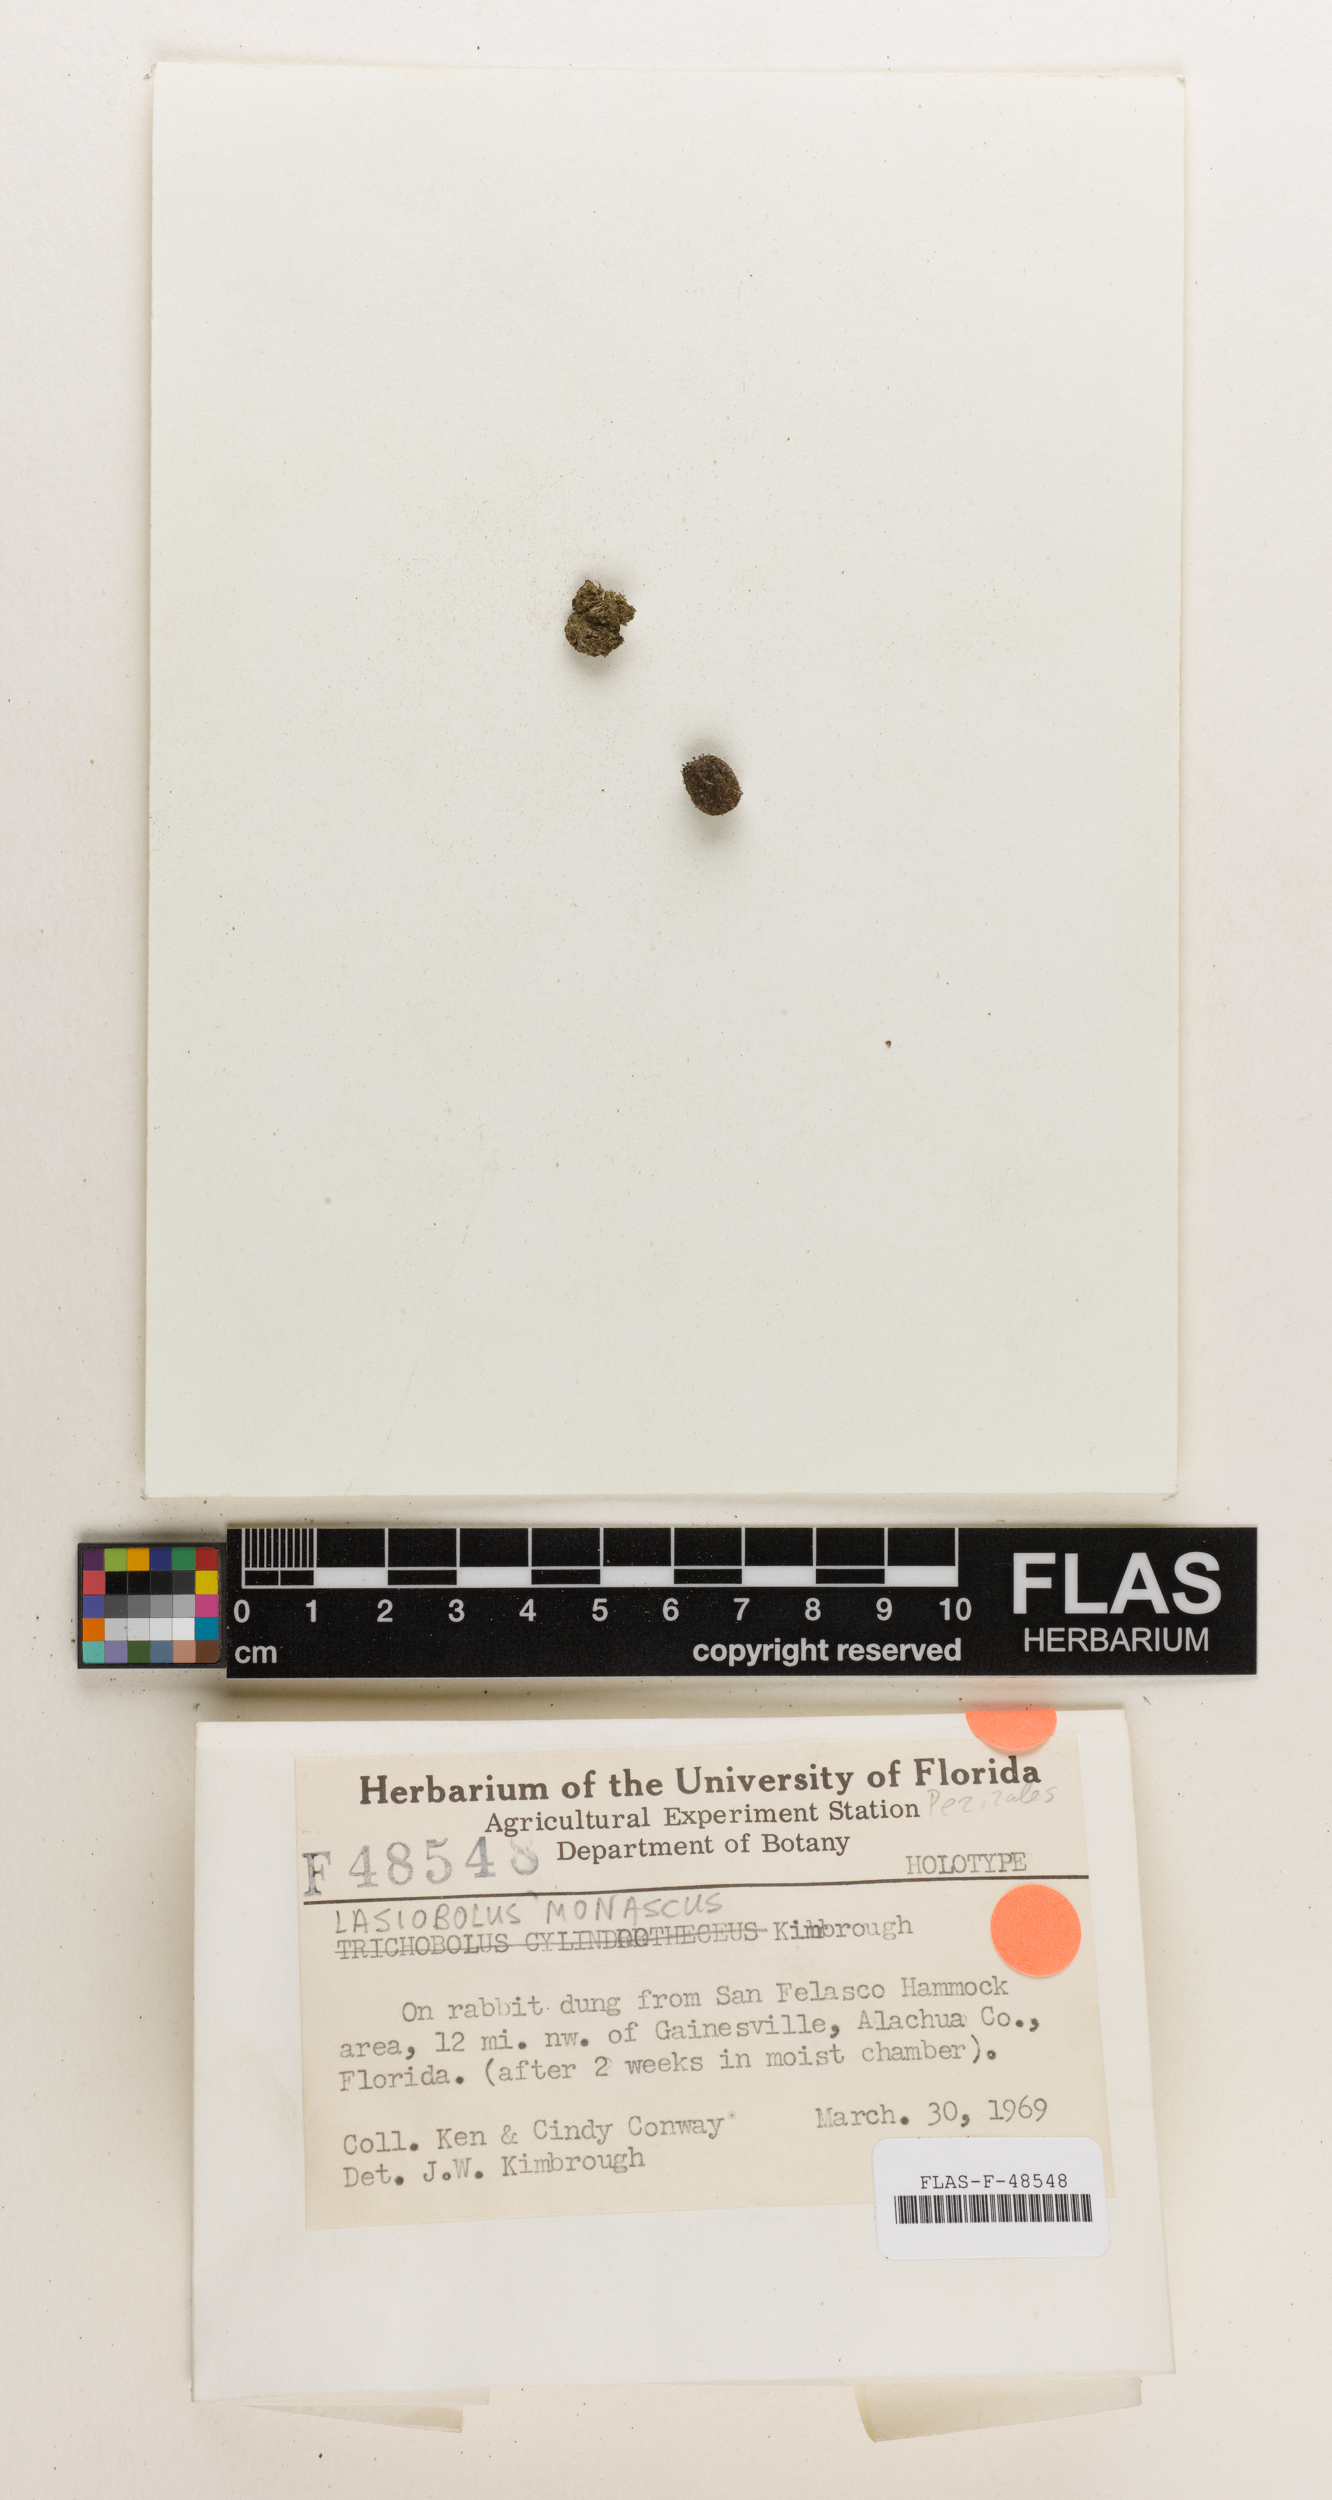 0 1 2 3 4 5 6 7 8 9 10
cm
copyright reserved
FLAS
HERBARIUM
Herbarium of the University of Florida
Agricultural Experiment Station
Pezizales
Department of Botany
F 48548
HOLOTYPE
LASIOBOLUS MONASCUS
TRICHOBOLUS Kimbrough
On rabbit dung from San Felasco Hammock
area, 12 mi. nw. of Gainesville, Alachua Co.,
Florida. (after 2 weeks in moist chamber).
Coll. Ken & Cindy Conway March. 30, 1969
Det. J.W. Kimbrough
FLAS-F-48548